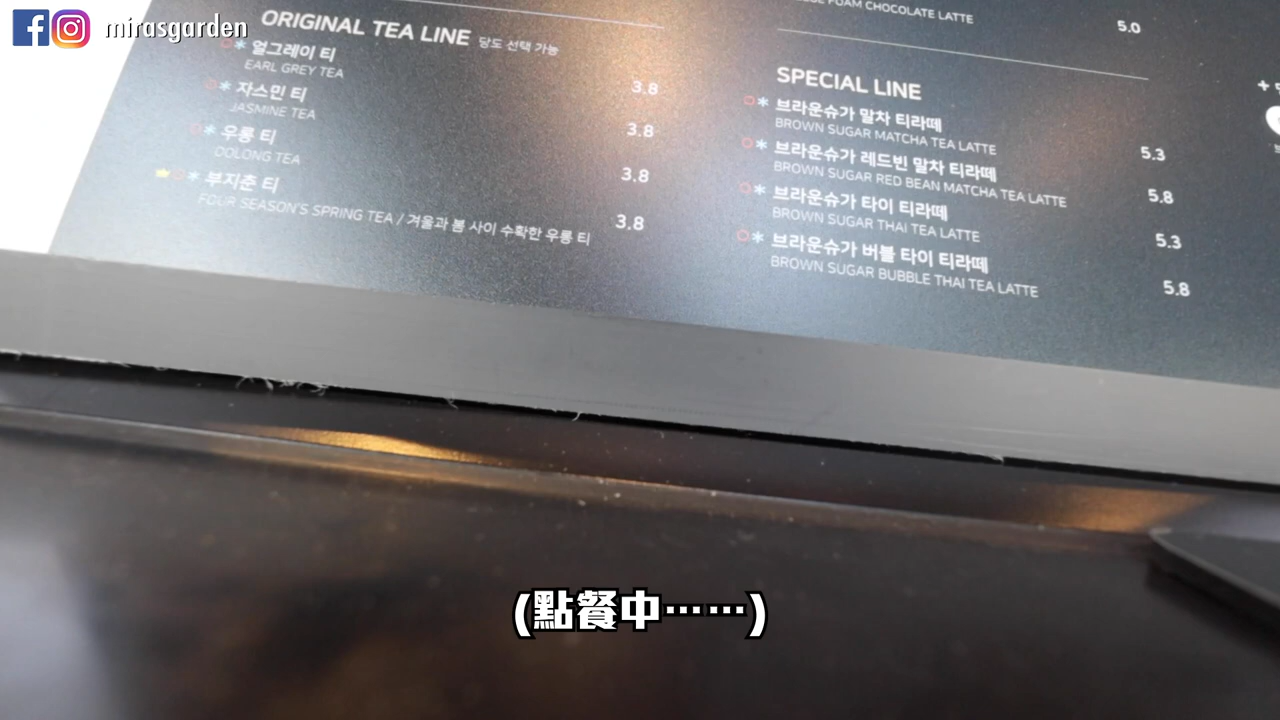 mirasgarden
ORIGINAL TEA LINE 당도 선택 가능
얼그레이 티
EARL GREY TEA
3.8
자스민 티
JASMINE TEA
3.8
우롱 티
OOLONG TEA
3.8
부지춘 티
FOUR SEASON'S SPRING TEA / 겨울과 봄 사이 수확한 우롱 티
3.8
FOAM CHOCOLATE LATTE
5.0
SPECIAL LINE
브라운슈가 말차 티라떼
BROWN SUGAR MATCHA TEA LATTE
5.3
브라운슈가 레드빈 말차 티라떼
BROWN SUGAR RED BEAN MATCHA TEA LATTE
5.8
브라운슈가 타이 티라떼
BROWN SUGAR THAI TEA LATTE
5.3
브라운슈가 버블 타이 티라떼
BROWN SUGAR BUBBLE THAI TEA LATTE
5.8
(點餐中⋯⋯)